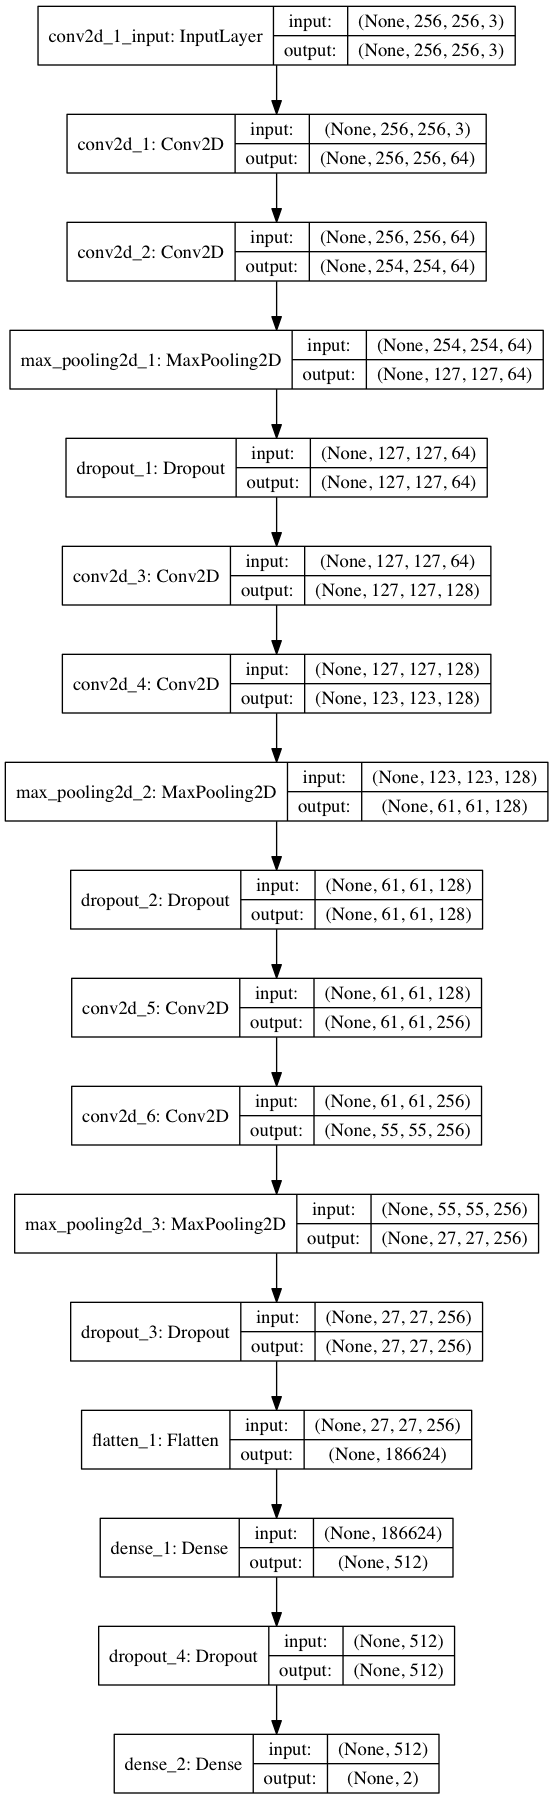 conv2d_1_input: InputLayer input: (None, 256, 256, 3)
output: (None, 256, 256, 3)
conv2d_1: Conv2D input: (None, 256, 256, 3)
output: (None, 256, 256, 64)
conv2d_2: Conv2D input: (None, 256, 256, 64)
output: (None, 254, 254, 64)
max_pooling2d_1: MaxPooling2D input: (None, 254, 254, 64)
output: (None, 127, 127, 64)
dropout_1: Dropout input: (None, 127, 127, 64)
output: (None, 127, 127, 64)
conv2d_3: Conv2D input: (None, 127, 127, 64)
output: (None, 127, 127, 128)
conv2d_4: Conv2D input: (None, 127, 127, 128)
output: (None, 123, 123, 128)
max_pooling2d_2: MaxPooling2D input: (None, 123, 123, 128)
output: (None, 61, 61, 128)
dropout_2: Dropout input: (None, 61, 61, 128)
output: (None, 61, 61, 128)
conv2d_5: Conv2D input: (None, 61, 61, 128)
output: (None, 61, 61, 256)
conv2d_6: Conv2D input: (None, 61, 61, 256)
output: (None, 55, 55, 256)
max_pooling2d_3: MaxPooling2D input: (None, 55, 55, 256)
output: (None, 27, 27, 256)
dropout_3: Dropout input: (None, 27, 27, 256)
output: (None, 27, 27, 256)
flatten_1: Flatten input: (None, 27, 27, 256)
output: (None, 186624)
dense_1: Dense input: (None, 186624)
output: (None, 512)
dropout_4: Dropout input: (None, 512)
output: (None, 512)
dense_2: Dense input: (None, 512)
output: (None, 2)